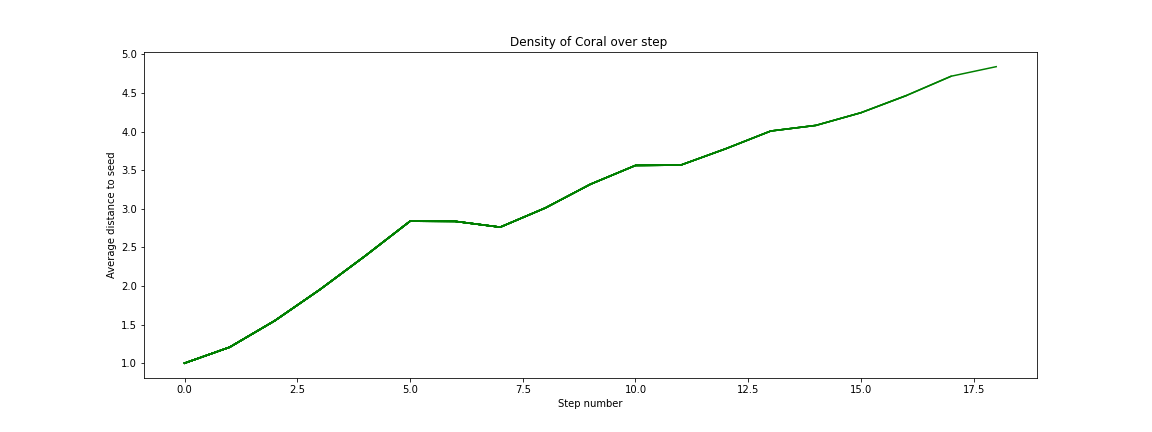 Density of Coral over step
5.0
4.5
4.0
3.5
3.0
2.5
2.0
1.5
1.0
Average distance to seed
0.0 2.5 5.0 7.5 10.0 12.5 15.0 17.5
Step number